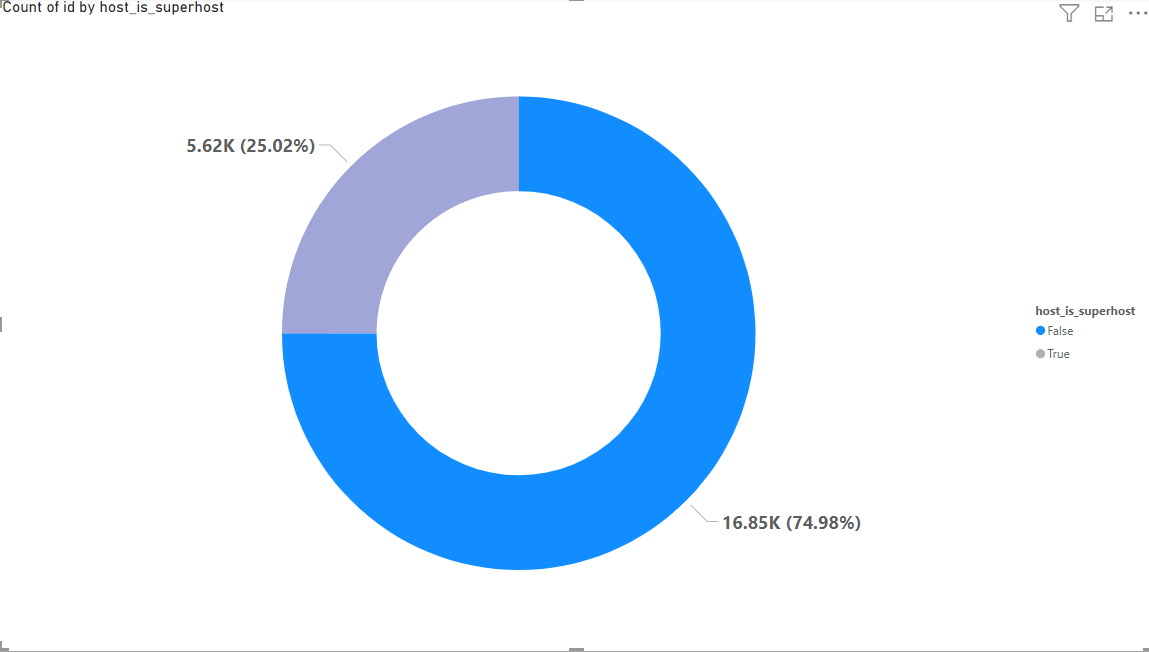 Count of id by host_is_superhost
5.62K (25.02%)
host_is_superhost
False
True
16.85K (74.98%)